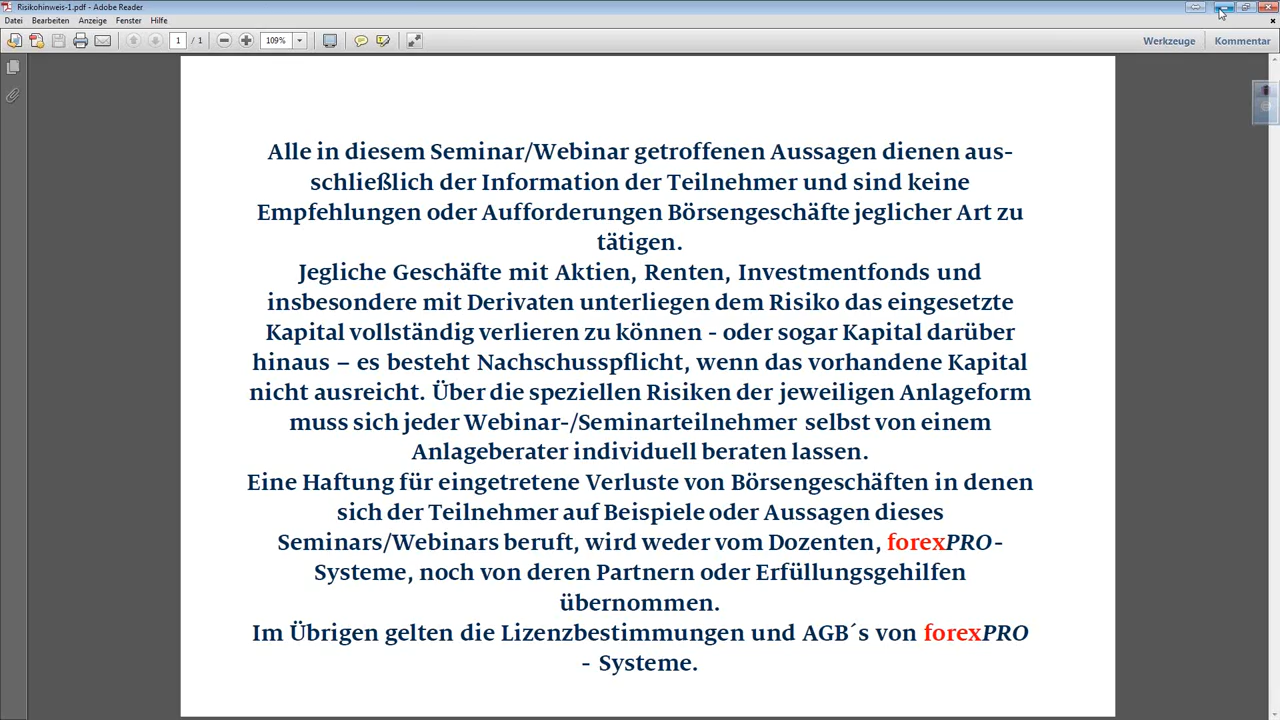 Risikohinweis-1.pdf - Adobe Reader
Datei Bearbeiten Anzeige Fenster Hilfe
1 / 1 109% Werkzeuge Kommentar
Alle in diesem Seminar/Webinar getroffenen Aussagen dienen aus-
schließlich der Information der Teilnehmer und sind keine
Empfehlungen oder Aufforderungen Börsengeschäfte jeglicher Art zu
tätigen.
Jegliche Geschäfte mit Aktien, Renten, Investmentfonds und
insbesondere mit Derivaten unterliegen dem Risiko das eingesetzte
Kapital vollständig verlieren zu können - oder sogar Kapital darüber
hinaus – es besteht Nachschusspflicht, wenn das vorhandene Kapital
nicht ausreicht. Über die speziellen Risiken der jeweiligen Anlageform
muss sich jeder Webinar-/Seminarteilnehmer selbst von einem
Anlageberater individuell beraten lassen.
Eine Haftung für eingetretene Verluste von Börsengeschäften in denen
sich der Teilnehmer auf Beispiele oder Aussagen dieses
Seminars/Webinars beruft, wird weder vom Dozenten, forexPRO-
Systeme, noch von deren Partnern oder Erfüllungsgehilfen
übernommen.
Im Übrigen gelten die Lizenzbestimmungen und AGB´s von forexPRO
- Systeme.